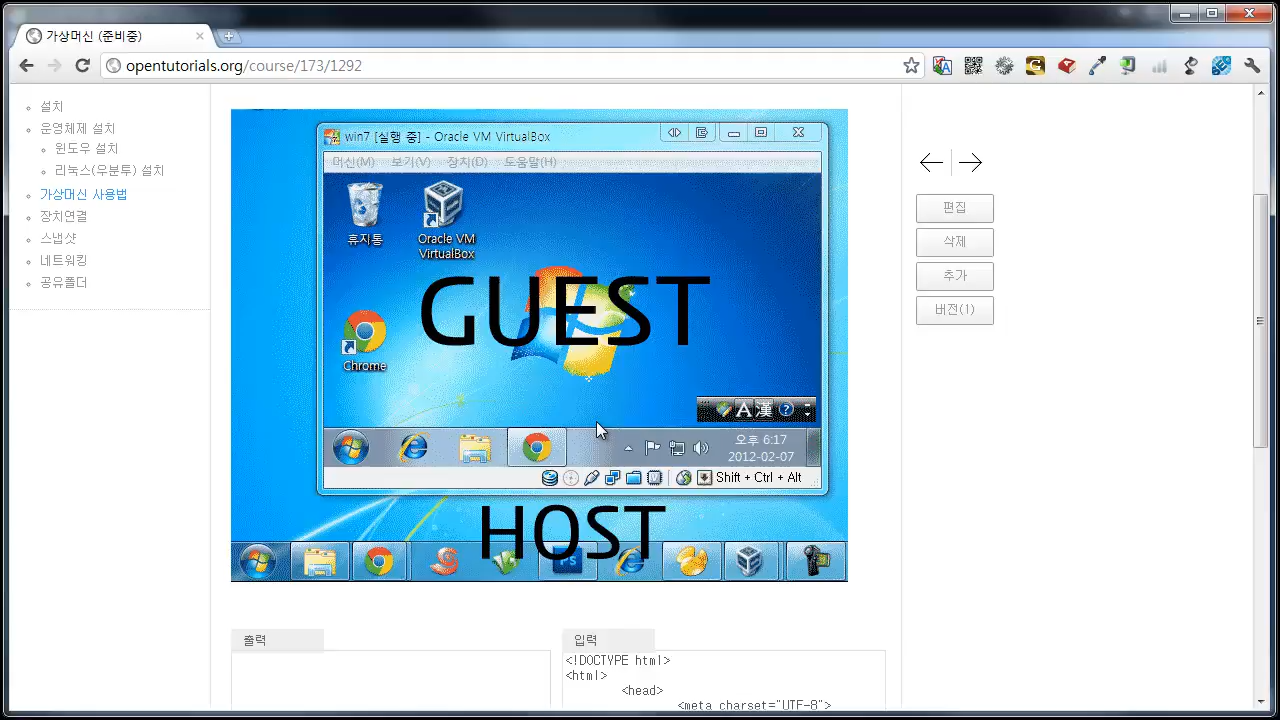 가상머신 (준비중)
opentutorials.org/course/173/1292
설치
운영체제 설치
윈도우 설치
리눅스(우분투) 설치
가상머신 사용법
장치연결
스냅샷
네트워킹
공유폴더
win7 [실행 중] - Oracle VM VirtualBox
머신(M) 보기(V) 장치(D) 도움말(H)
휴지통
Oracle VM
VirtualBox
GUEST
Chrome
A 漢
오후 6:17
2012-02-07
Shift + Ctrl + Alt
HOST
Ps
편집
삭제
추가
버전(1)
출력
입력
<!DOCTYPE html>
<html>
<head>
<meta charset="UTF-8">